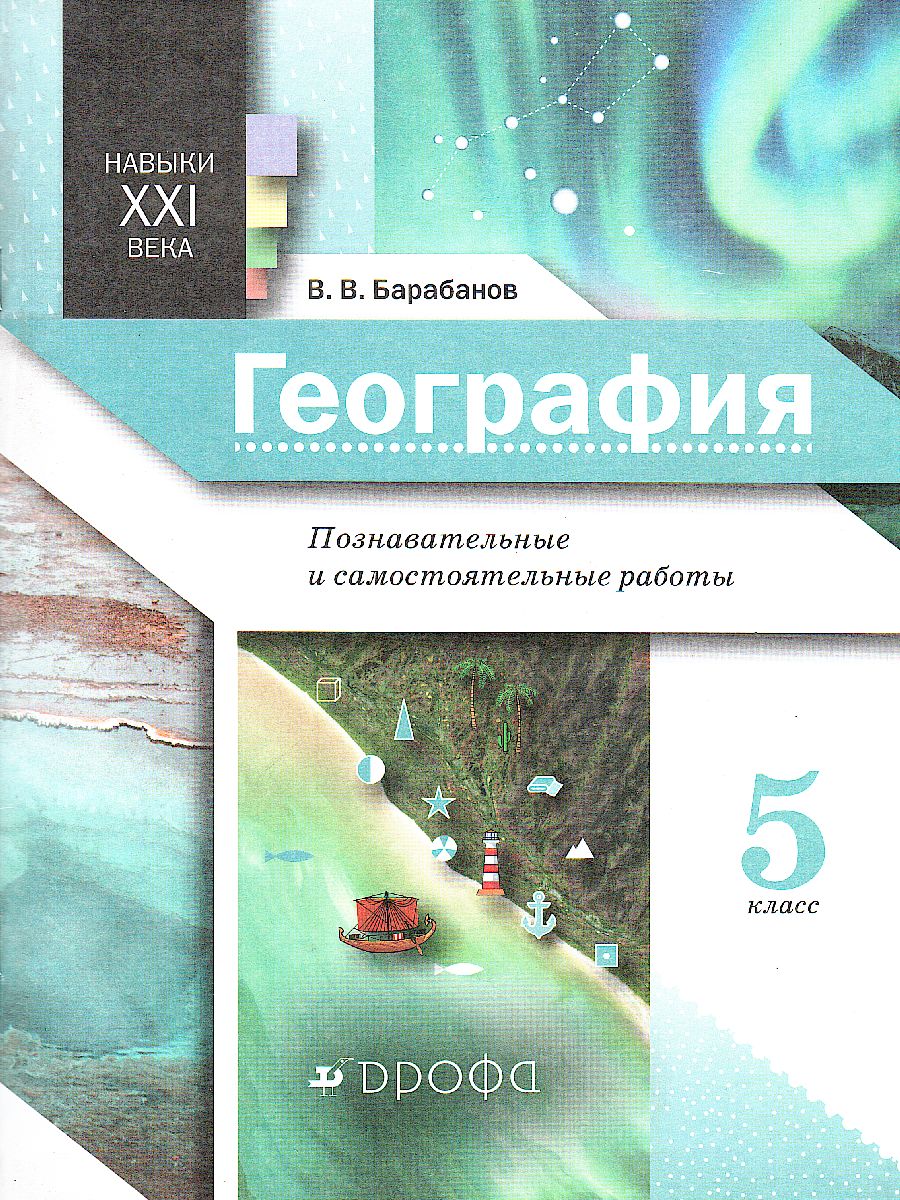 НАВЫКИ
XXI
ВЕКА
В. В. Барабанов
География
Познавательные
и самостоятельные работы
5
класс
дрофа